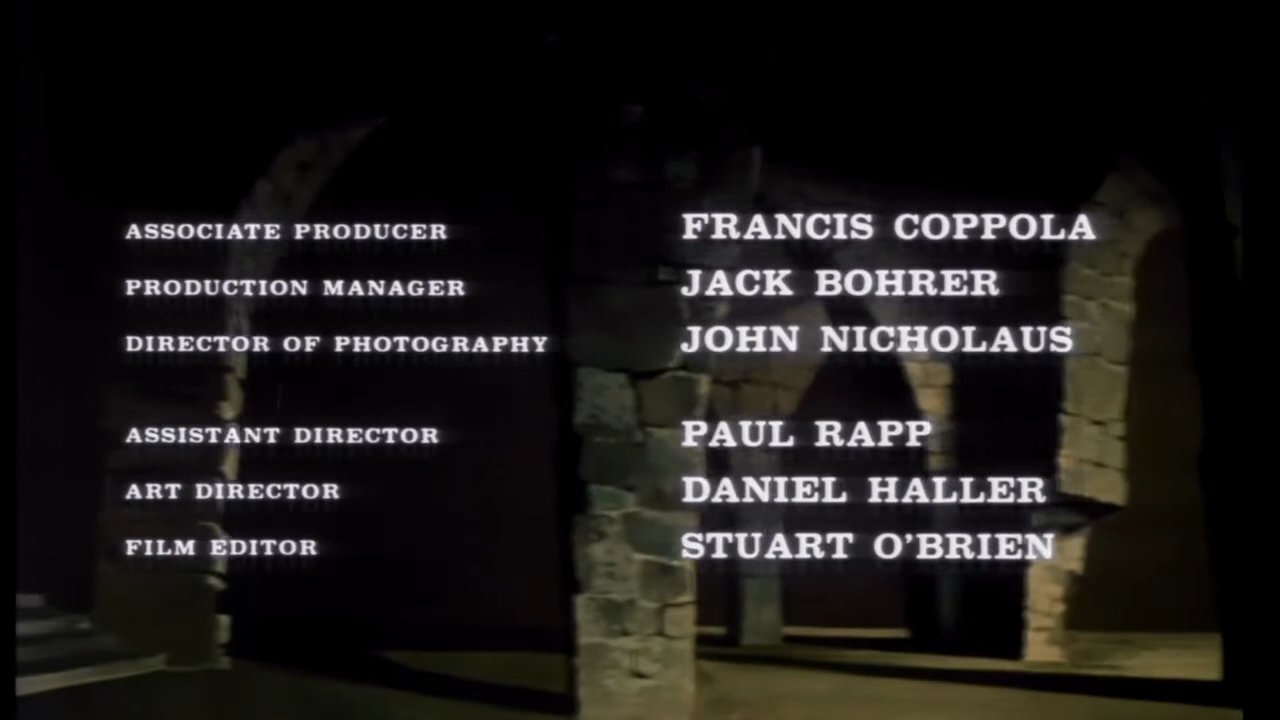 ASSOCIATE PRODUCER FRANCIS COPPOLA
PRODUCTION MANAGER JACK BOHRER
DIRECTOR OF PHOTOGRAPHY JOHN NICHOLAUS
ASSISTANT DIRECTOR PAUL RAPP
ART DIRECTOR DANIEL HALLER
FILM EDITOR STUART O'BRIEN